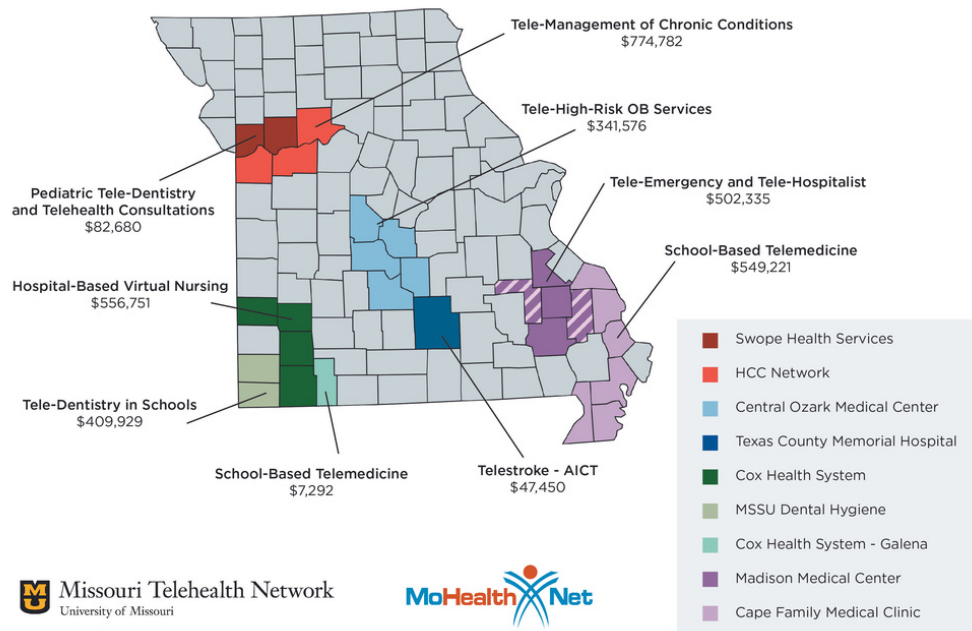 Tele-Management of Chronic Conditions
$774,782
Tele-High-Risk OB Services
$341,576
Tele-Emergency and Tele-Hospitalist
$502,335
School-Based Telemedicine
$549,221
Pediatric Tele-Dentistry
and Telehealth Consultations
$82,680
Hospital-Based Virtual Nursing
$556,751
Tele-Dentistry in Schools
$409,929
School-Based Telemedicine
$7,292
Telestroke - AICT
$47,450
Swope Health Services
HCC Network
Central Ozark Medical Center
Texas County Memorial Hospital
Cox Health System
MSSU Dental Hygiene
Cox Health System - Galena
Madison Medical Center
Cape Family Medical Clinic
MU
Missouri Telehealth Network
University of Missouri
MoHealth Net